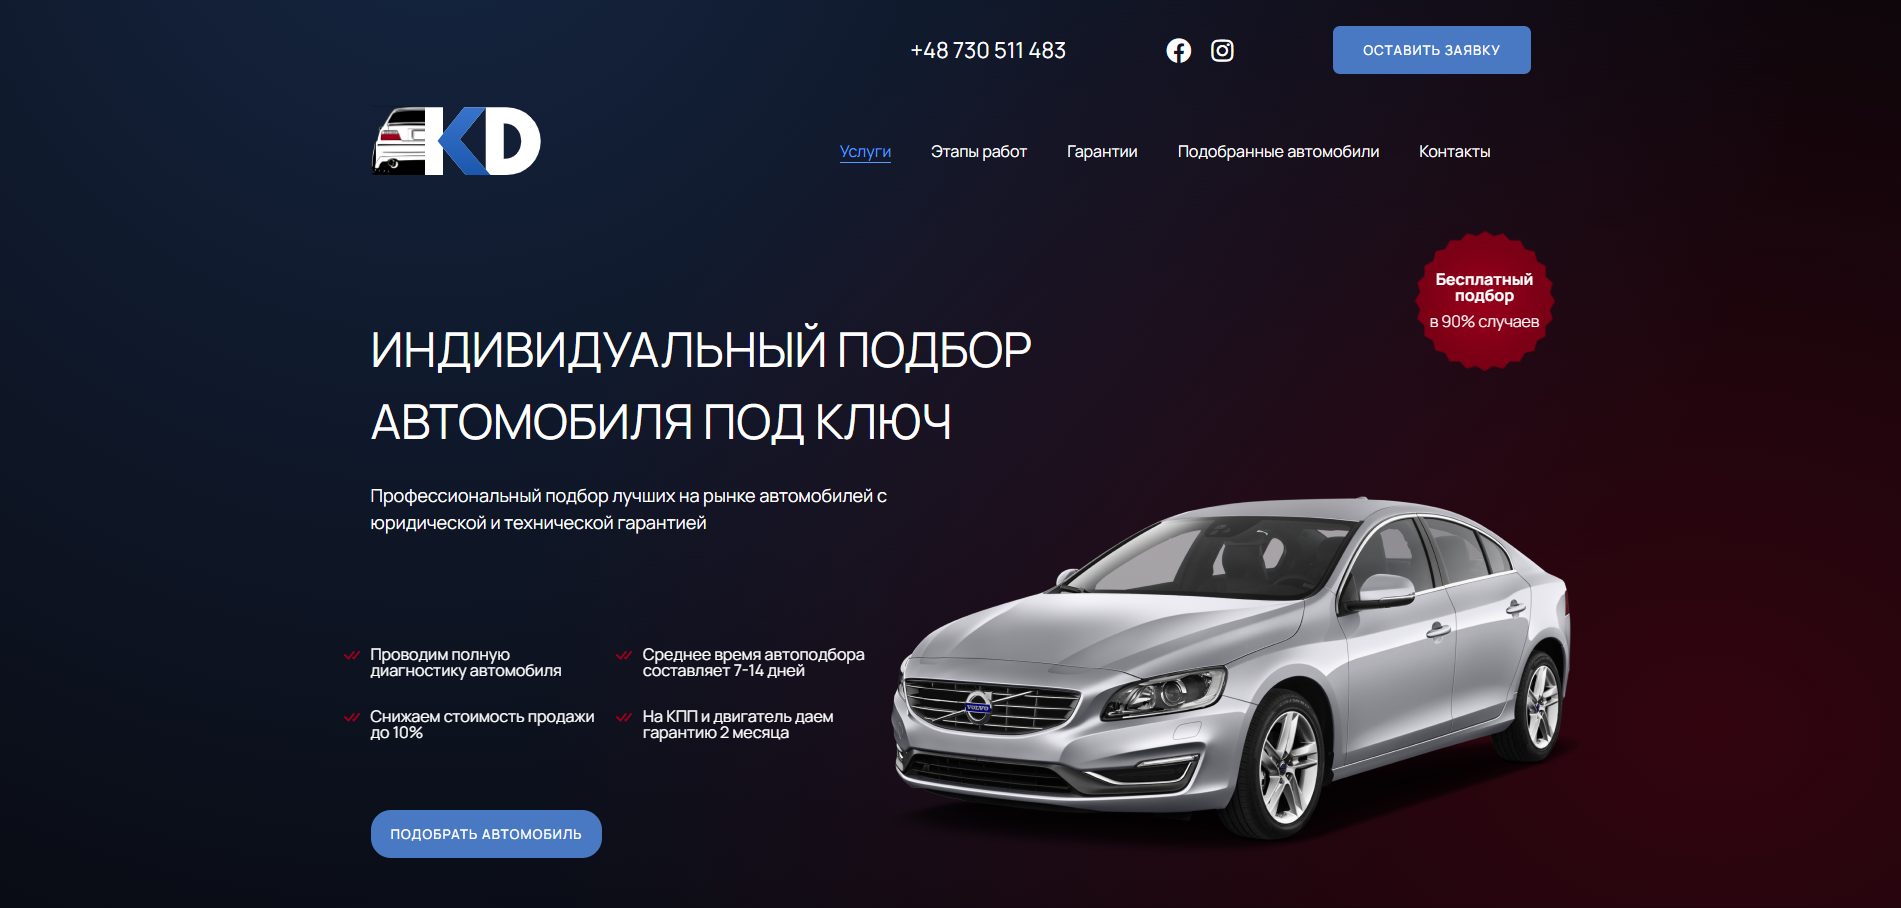 +48 730 511 483
ОСТАВИТЬ ЗАЯВКУ
KD
Услуги
Этапы работ
Гарантии
Подобранные автомобили
Контакты
Бесплатный
подбор
в 90% случаев
ИНДИВИДУАЛЬНЫЙ ПОДБОР
АВТОМОБИЛЯ ПОД КЛЮЧ
Профессиональный подбор лучших на рынке автомобилей с
юридической и технической гарантией
Проводим полную
диагностику автомобиля
Среднее время автоподбора
составляет 7-14 дней
Снижаем стоимость продажи
до 10%
На КПП и двигатель даем
гарантию 2 месяца
VOLVO
ПОДОБРАТЬ АВТОМОБИЛЬ